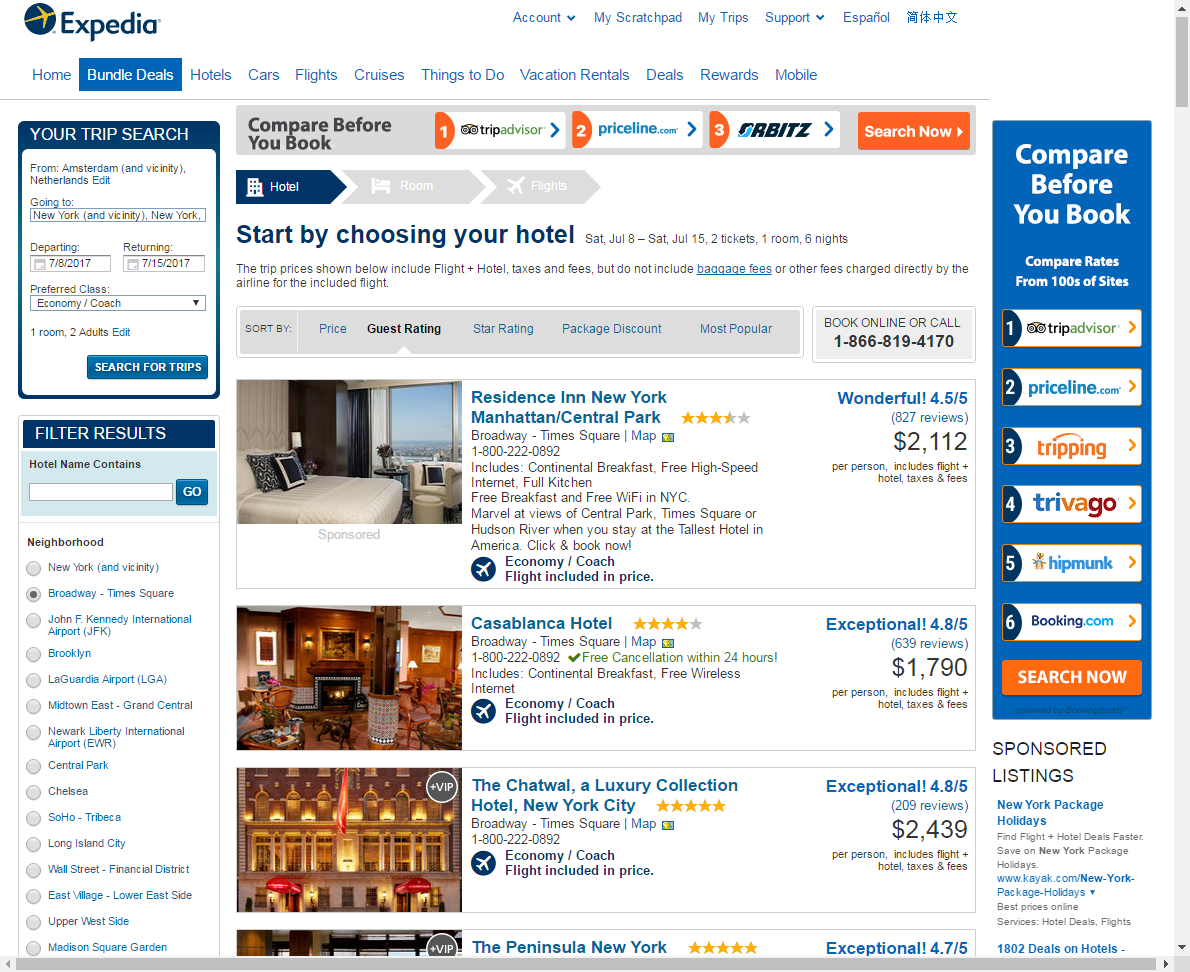 Expedia
Account
My Scratchpad
My Trips
Support
Español
简体中文
Home
Bundle Deals
Hotels
Cars
Flights
Cruises
Things to Do
Vacation Rentals
Deals
Rewards
Mobile
YOUR TRIP SEARCH
From: Amsterdam (and vicinity),
Netherlands Edit
Going to:
New York (and vicinity), New York,
Departing:
Returning:
7/8/2017
7/15/2017
Preferred Class:
Economy / Coach
1 room, 2 Adults Edit
SEARCH FOR TRIPS
FILTER RESULTS
Hotel Name Contains
GO
Neighborhood
New York (and vicinity)
Broadway - Times Square
John F. Kennedy International
Airport (JFK)
Brooklyn
LaGuardia Airport (LGA)
Midtown East - Grand Central
Newark Liberty International
Airport (EWR)
Central Park
Chelsea
SoHo - Tribeca
Long Island City
Wall Street - Financial District
East Village - Lower East Side
Upper West Side
Madison Square Garden
Compare Before
You Book
1 tripadvisor
2 priceline.com
3 ORBITZ
Search Now
Hotel
Room
Flights
Start by choosing your hotel Sat, Jul 8 – Sat, Jul 15, 2 tickets, 1 room, 6 nights
The trip prices shown below include Flight + Hotel, taxes and fees, but do not include baggage fees or other fees charged directly by the
airline for the included flight.
SORT BY:
Price
Guest Rating
Star Rating
Package Discount
Most Popular
BOOK ONLINE OR CALL
1-866-819-4170
Sponsored
Residence Inn New York
Manhattan/Central Park
Broadway - Times Square | Map
1-800-222-0892
Includes: Continental Breakfast, Free High-Speed
Internet, Full Kitchen
Free Breakfast and Free WiFi in NYC.
Marvel at views of Central Park, Times Square or
Hudson River when you stay at the Tallest Hotel in
America. Click & book now!
Economy / Coach
Flight included in price.
Wonderful! 4.5/5
(827 reviews)
$2,112
per person, includes flight +
hotel, taxes & fees
Casablanca Hotel
Broadway - Times Square | Map
1-800-222-0892 Free Cancellation within 24 hours!
Includes: Continental Breakfast, Free Wireless
Internet
Economy / Coach
Flight included in price.
Exceptional! 4.8/5
(639 reviews)
$1,790
per person, includes flight +
hotel, taxes & fees
+VIP
The Chatwal, a Luxury Collection
Hotel, New York City
Broadway - Times Square | Map
1-800-222-0892
Economy / Coach
Flight included in price.
Exceptional! 4.8/5
(209 reviews)
$2,439
per person, includes flight +
hotel, taxes & fees
+VIP
The Peninsula New York
Exceptional! 4.7/5
Compare
Before
You Book
Compare Rates
From 100s of Sites
1 tripadvisor
2 priceline.com
3 tripping
4 trivago
5 hipmunk
6 Booking.com
SEARCH NOW
powered by BookingBuddy
SPONSORED
LISTINGS
New York Package
Holidays
Find Flight + Hotel Deals Faster.
Save on New York Package
Holidays.
www.kayak.com/New-York-
Package-Holidays
Best prices online
Services: Hotel Deals, Flights
1802 Deals on Hotels -